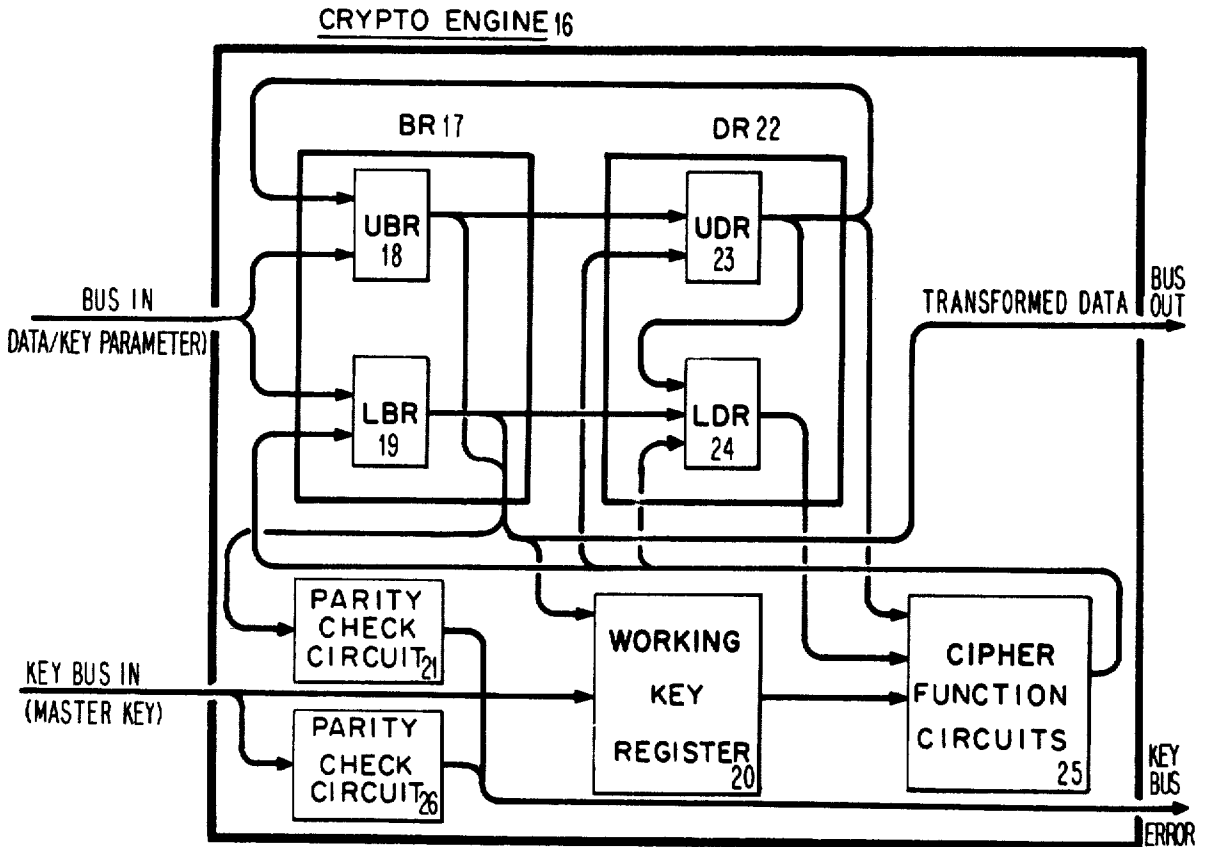 CRYPTO ENGINE 16
BR 17
DR 22
UBR
18
UDR
23
BUS IN
DATA/KEY PARAMETER)
TRANSFORMED DATA
BUS
OUT
LBR
19
LDR
24
PARITY
CHECK
CIRCUIT 21
WORKING
KEY
REGISTER 20
CIPHER
FUNCTION
CIRCUITS
25
KEY BUS IN
(MASTER KEY)
PARITY
CHECK
CIRCUIT 26
KEY
BUS
ERROR